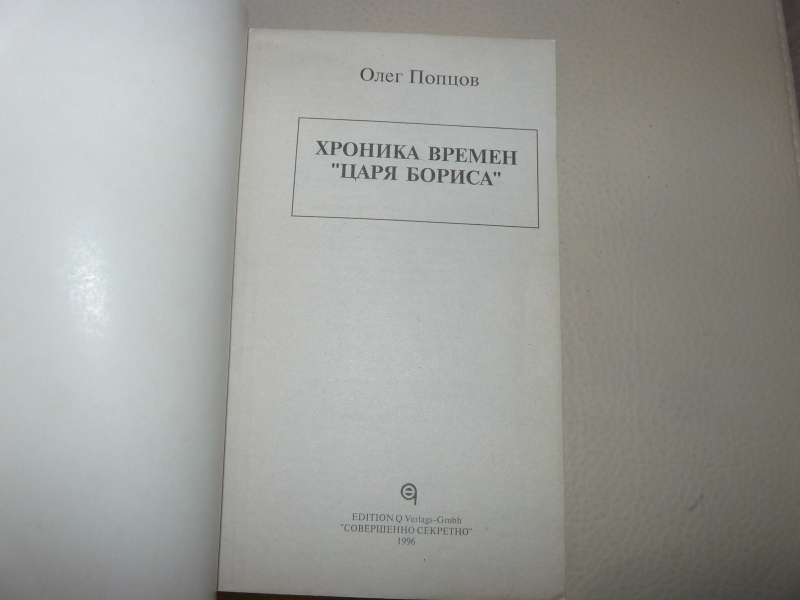 Олег Попцов
ХРОНИКА ВРЕМЕН
"ЦАРЯ БОРИСА"
EDITION Q Verlags-Gmbh
"СОВЕРШЕННО СЕКРЕТНО"
1996